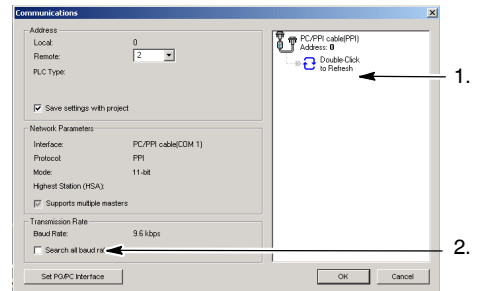 Communications
Address
Local: 0
Remote: 2
PLC Type:
Save settings with project
Network Parameters
Interface: PC/PPI cable(COM 1)
Protocol: PPI
Mode: 11-bit
Highest Station (HSA):
Supports multiple masters
Transmission Rate
Baud Rate: 9.6 kbps
Search all baud
Set PG/PC Interface
PC/PPI cable(PPI)
Address: 0
Double-Click
to Refresh
1.
2.
OK
Cancel